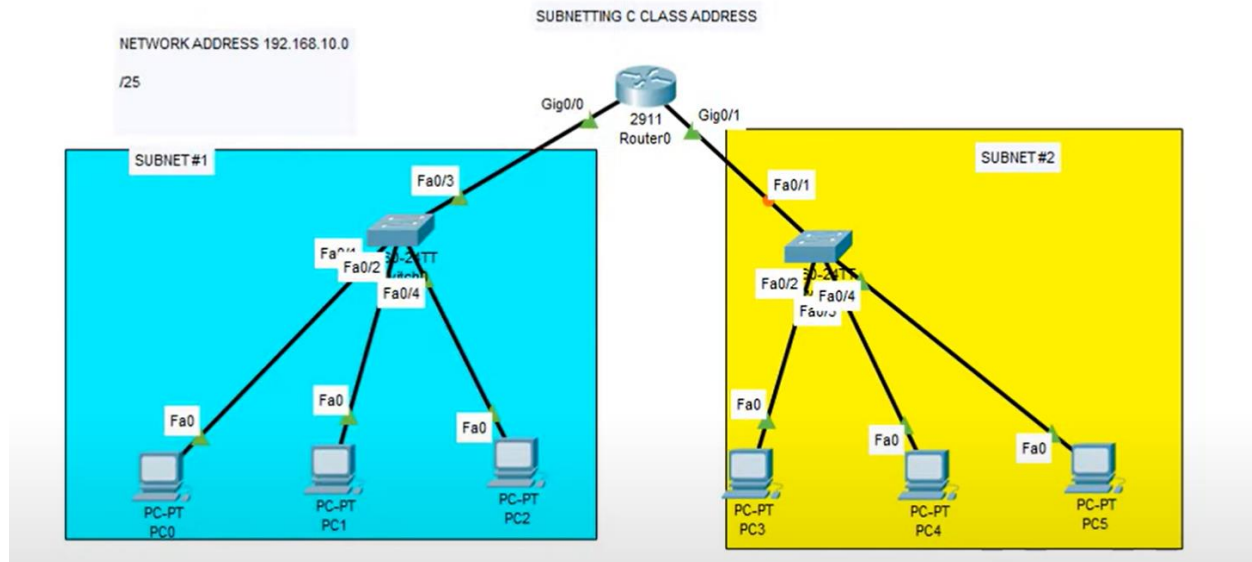 SUBNETTING C CLASS ADDRESS
NETWORK ADDRESS 192.168.10.0
/25
Gig0/0
2911
Router0
Gig0/1
SUBNET#1
SUBNET#2
Fa0/3
Fa0/1
Fa0/2
Fa0/4
Fa0/2
Fa0/4
Fa0
Fa0
Fa0
Fa0
Fa0
Fa0
PC-PT
PC0
PC-PT
PC1
PC-PT
PC2
PC-PT
PC3
PC-PT
PC4
PC-PT
PC5